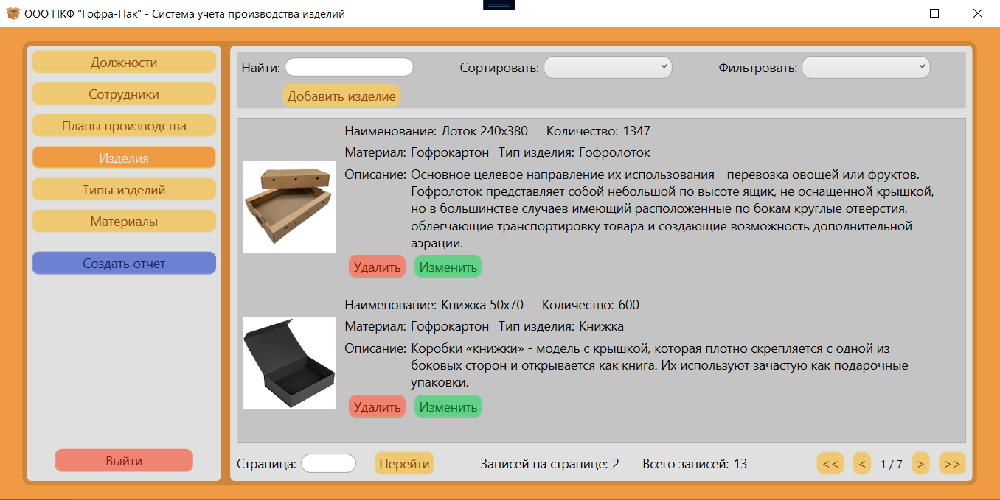 ООО ПКФ "Гофра-Пак" - Система учета производства изделий
Должности
Сотрудники
Планы производства
Изделия
Типы изделий
Материалы
Создать отчет
Выйти
Найти: Сортировать: Фильтровать:
Добавить изделие
Наименование: Лоток 240x380 Количество: 1347
Материал: Гофрокартон Тип изделия: Гофролоток
Описание: Основное целевое направление их использования - перевозка овощей или фруктов.
Гофролоток представляет собой небольшой по высоте ящик, не оснащенной крышкой,
но в большинстве случаев имеющий расположенные по бокам круглые отверстия,
облегчающие транспортировку товара и создающие возможность дополнительной
аэрации.
Удалить Изменить
Наименование: Книжка 50x70 Количество: 600
Материал: Гофрокартон Тип изделия: Книжка
Описание: Коробки «книжки» - модель с крышкой, которая плотно скрепляется с одной из
боковых сторон и открывается как книга. Их используют зачастую как подарочные
упаковки.
Удалить Изменить
Страница: Перейти Записей на странице: 2 Всего записей: 13 << < 1 / 7 > >>